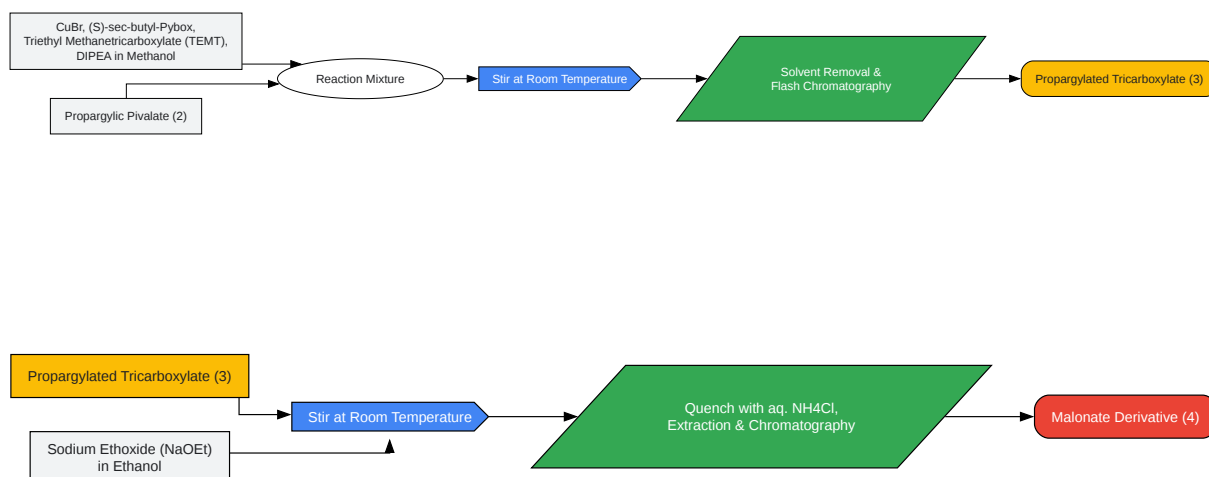 CuBr, (S)-sec-butyl-Pybox,
Triethyl Methanetricarboxylate (TEMT),
DIPEA in Methanol
Propargylic Pivalate (2)
Reaction Mixture
Stir at Room Temperature
Solvent Removal &
Flash Chromatography
Propargylated Tricarboxylate (3)
Propargylated Tricarboxylate (3)
Sodium Ethoxide (NaOEt)
in Ethanol
Stir at Room Temperature
Quench with aq. NH4Cl,
Extraction & Chromatography
Malonate Derivative (4)